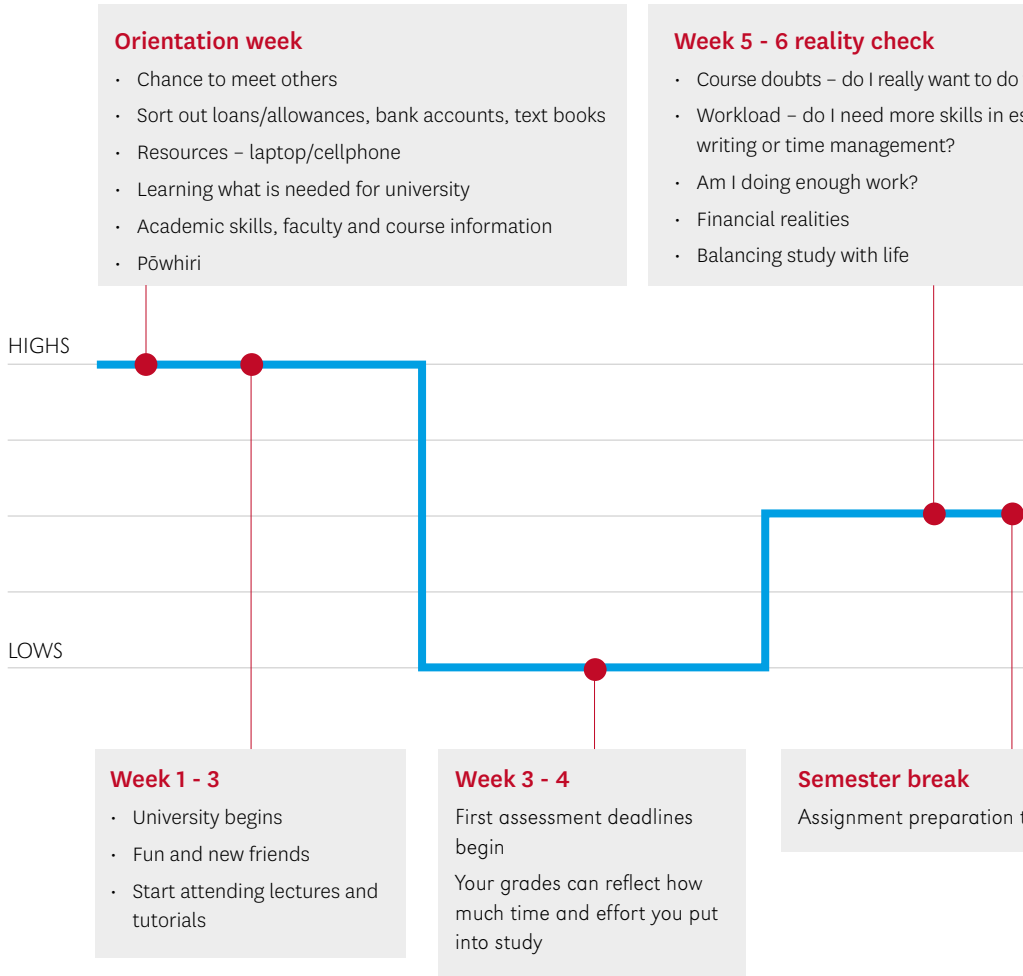 Orientation week
· Chance to meet others
· Sort out loans/allowances, bank accounts, text books
· Resources – laptop/cellphone
· Learning what is needed for university
· Academic skills, faculty and course information
· Pōwhiri
Week 5 - 6 reality check
· Course doubts – do I really want to do
· Workload – do I need more skills in
writing or time management?
· Am I doing enough work?
· Financial realities
· Balancing study with life
HIGHS
LOWS
Week 1 - 3
· University begins
· Fun and new friends
· Start attending lectures and
tutorials
Week 3 - 4
First assessment deadlines
begin
Your grades can reflect how
much time and effort you put
into study
Semester break
Assignment preparation